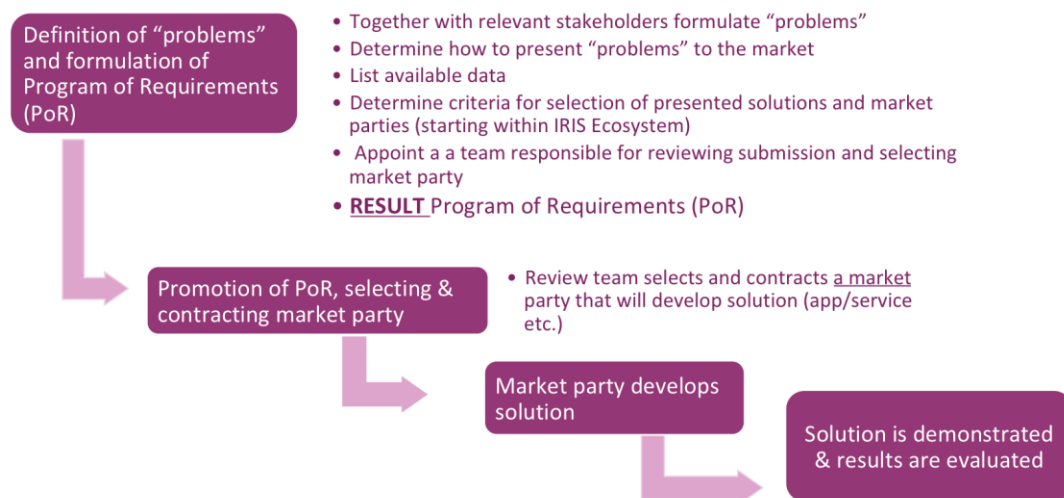 Definition of “problems”
and formulation of
Program of Requirements
(PoR)
• Together with relevant stakeholders formulate “problems”
• Determine how to present “problems” to the market
• List available data
• Determine criteria for selection of presented solutions and market
parties (starting within IRIS Ecosystem)
• Appoint a a team responsible for reviewing submission and selecting
market party
• RESULT Program of Requirements (PoR)
Promotion of PoR, selecting &
contracting market party
• Review team selects and contracts a market
party that will develop solution (app/service
etc.)
Market party develops
solution
Solution is demonstrated
& results are evaluated